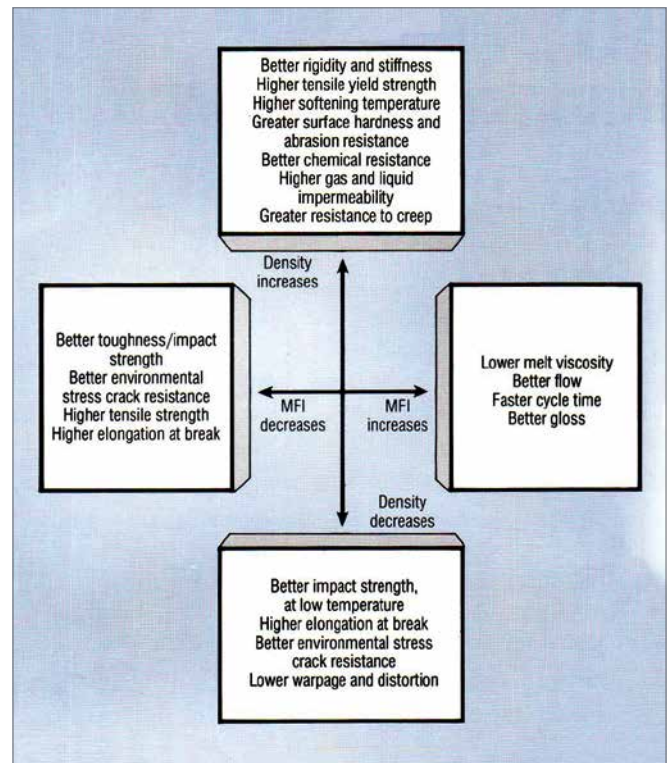 Better rigidity and stiffness
Higher tensile yield strength
Higher softening temperature
Greater surface hardness and
abrasion resistance
Better chemical resistance
Higher gas and liquid
impermeability
Greater resistance to creep
Density
increases
Better toughness/impact
strength
Better environmental
stress crack resistance
Higher tensile strength
Higher elongation at break
MFI
decreases
MFI
increases
Lower melt viscosity
Better flow
Faster cycle time
Better gloss
Density
decreases
Better impact strength,
at low temperature
Higher elongation at break
Better environmental stress
crack resistance
Lower warpage and distortion